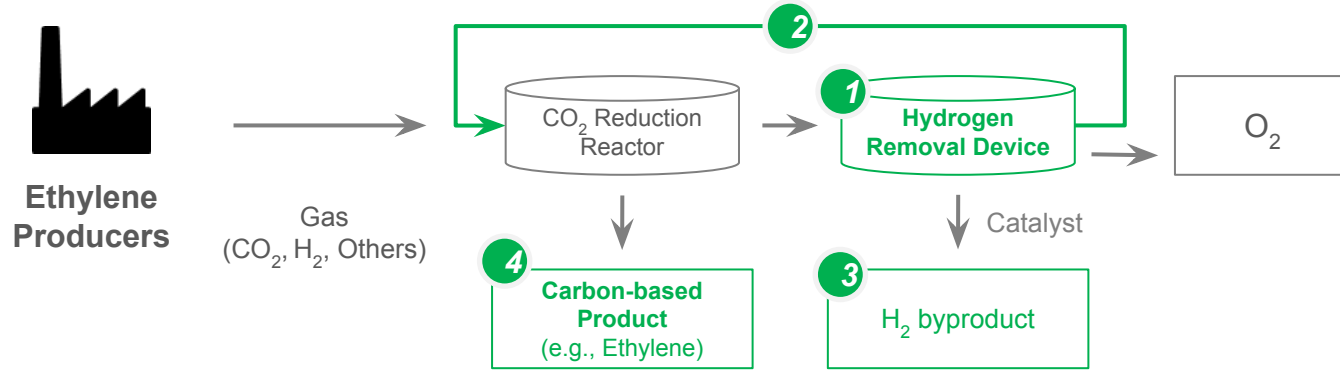 2
1
CO₂ Reduction
Reactor
Hydrogen
Removal Device
O₂
Ethylene
Producers
Gas
(CO₂, H₂, Others)
Catalyst
4
Carbon-based
Product
(e.g., Ethylene)
3
H₂ byproduct